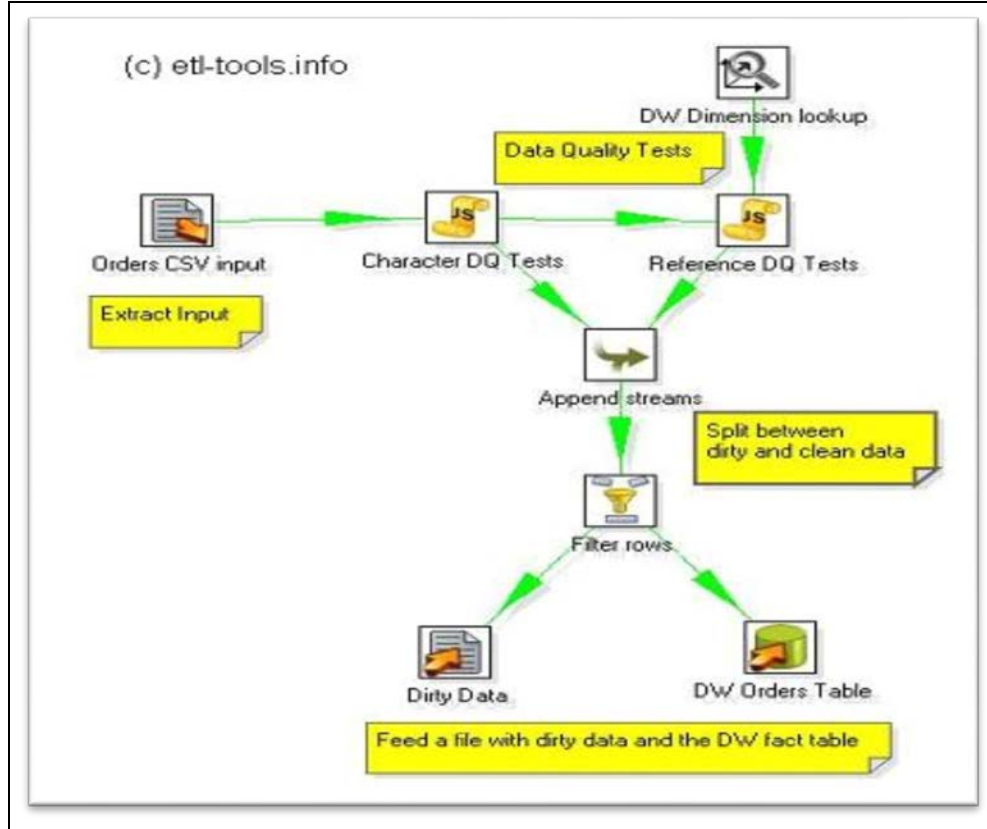 (c) etl-tools.info
DW Dimension lookup
Data Quality Tests
JS
JS
Orders CSV input
Character DQ Tests
Reference DQ Tests
Extract Input
Append streams
Split between
dirty and clean data
Filter rows
Dirty Data
DW Orders Table
Feed a file with dirty data and the DW fact table